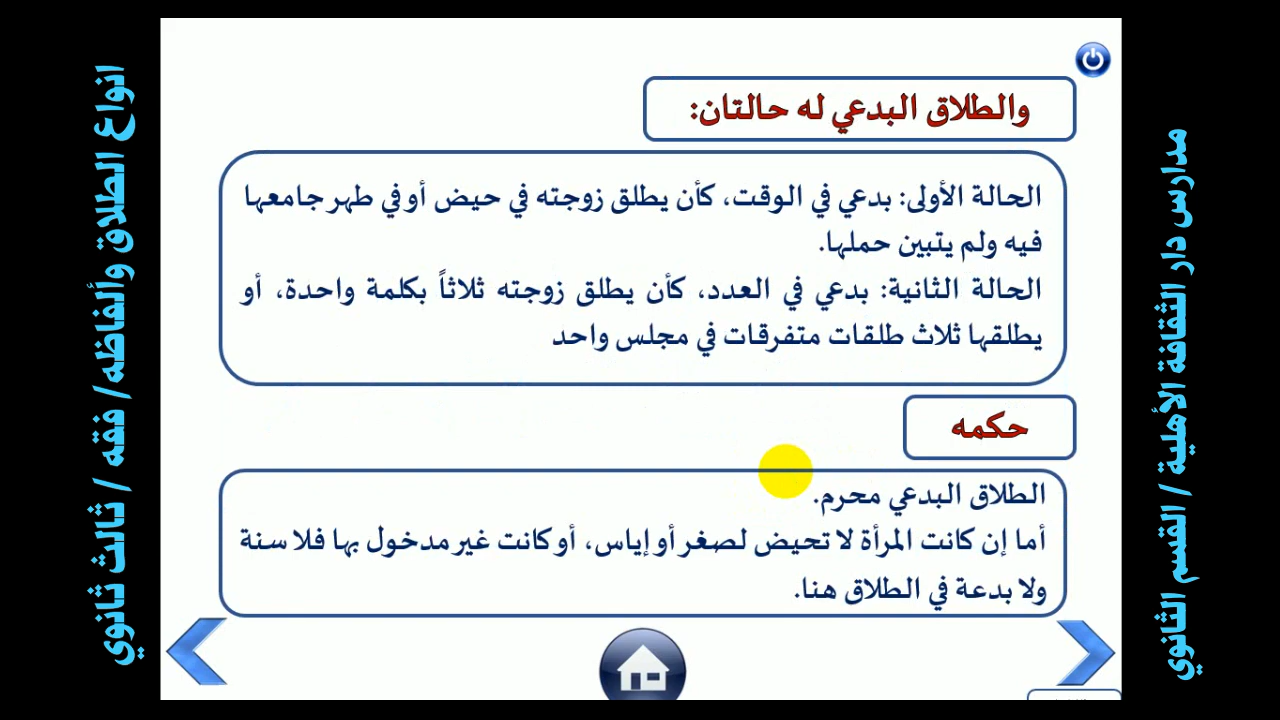 والطلاق البدعي له حالتان:
الحالة الأولى: بدعي في الوقت، كأن يطلق زوجته في حيض أو في طهر جامعها
فيه ولم يتبين حملها.
الحالة الثانية: بدعي في العدد، كأن يطلق زوجته ثلاثاً بكلمة واحدة، أو
يطلقها ثلاث طلقات متفرقات في مجلس واحد
حكمه
الطلاق البدعي محرم.
أما إن كانت المرأة لا تحيض لصغر أو إياس، أو كانت غير مدخول بها فلا سنة
ولا بدعة في الطلاق هنا.
مدارس دار الثقافة الأهلية / القسم الثانوي
انواع الطلاق وألفاظه/ فقه / ثالث ثانوي